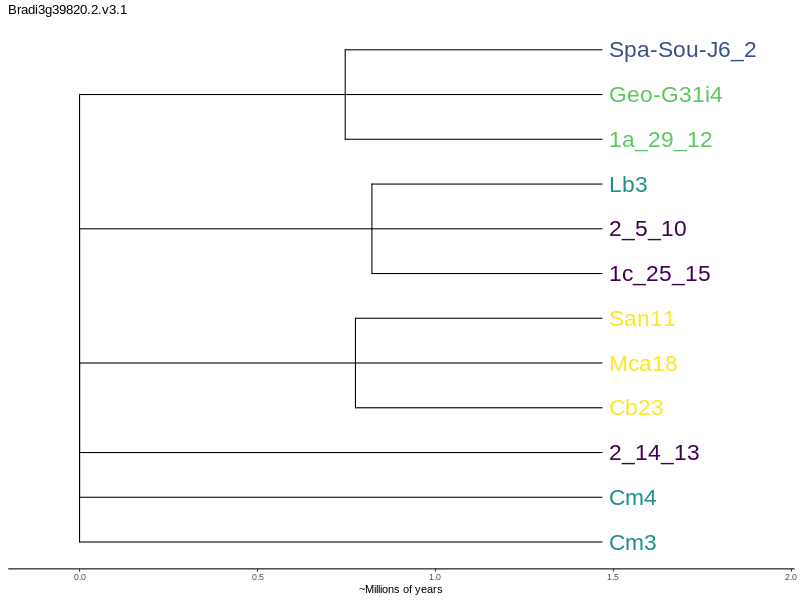 Bradi3g39820.2.v3.1
Spa-Sou-J6_2
Geo-G31i4
1a_29_12
Lb3
2_5_10
1c_25_15
San11
Mca18
Cb23
2_14_13
Cm4
Cm3
0.0 0.5 1.0 1.5 2.0
~Millions of years